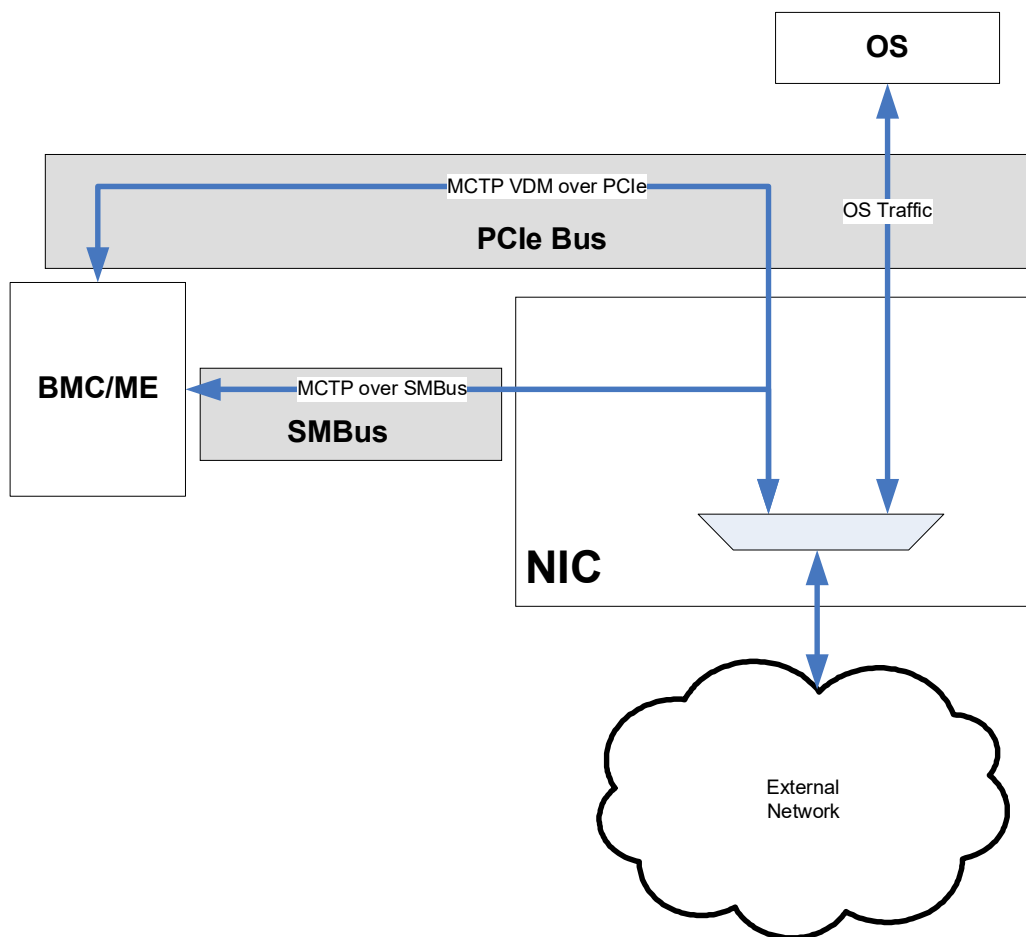 OS
MCTP VDM over PCIe
OS Traffic
PCIe Bus
BMC/ME
MCTP over SMBus
SMBus
NIC
External
Network